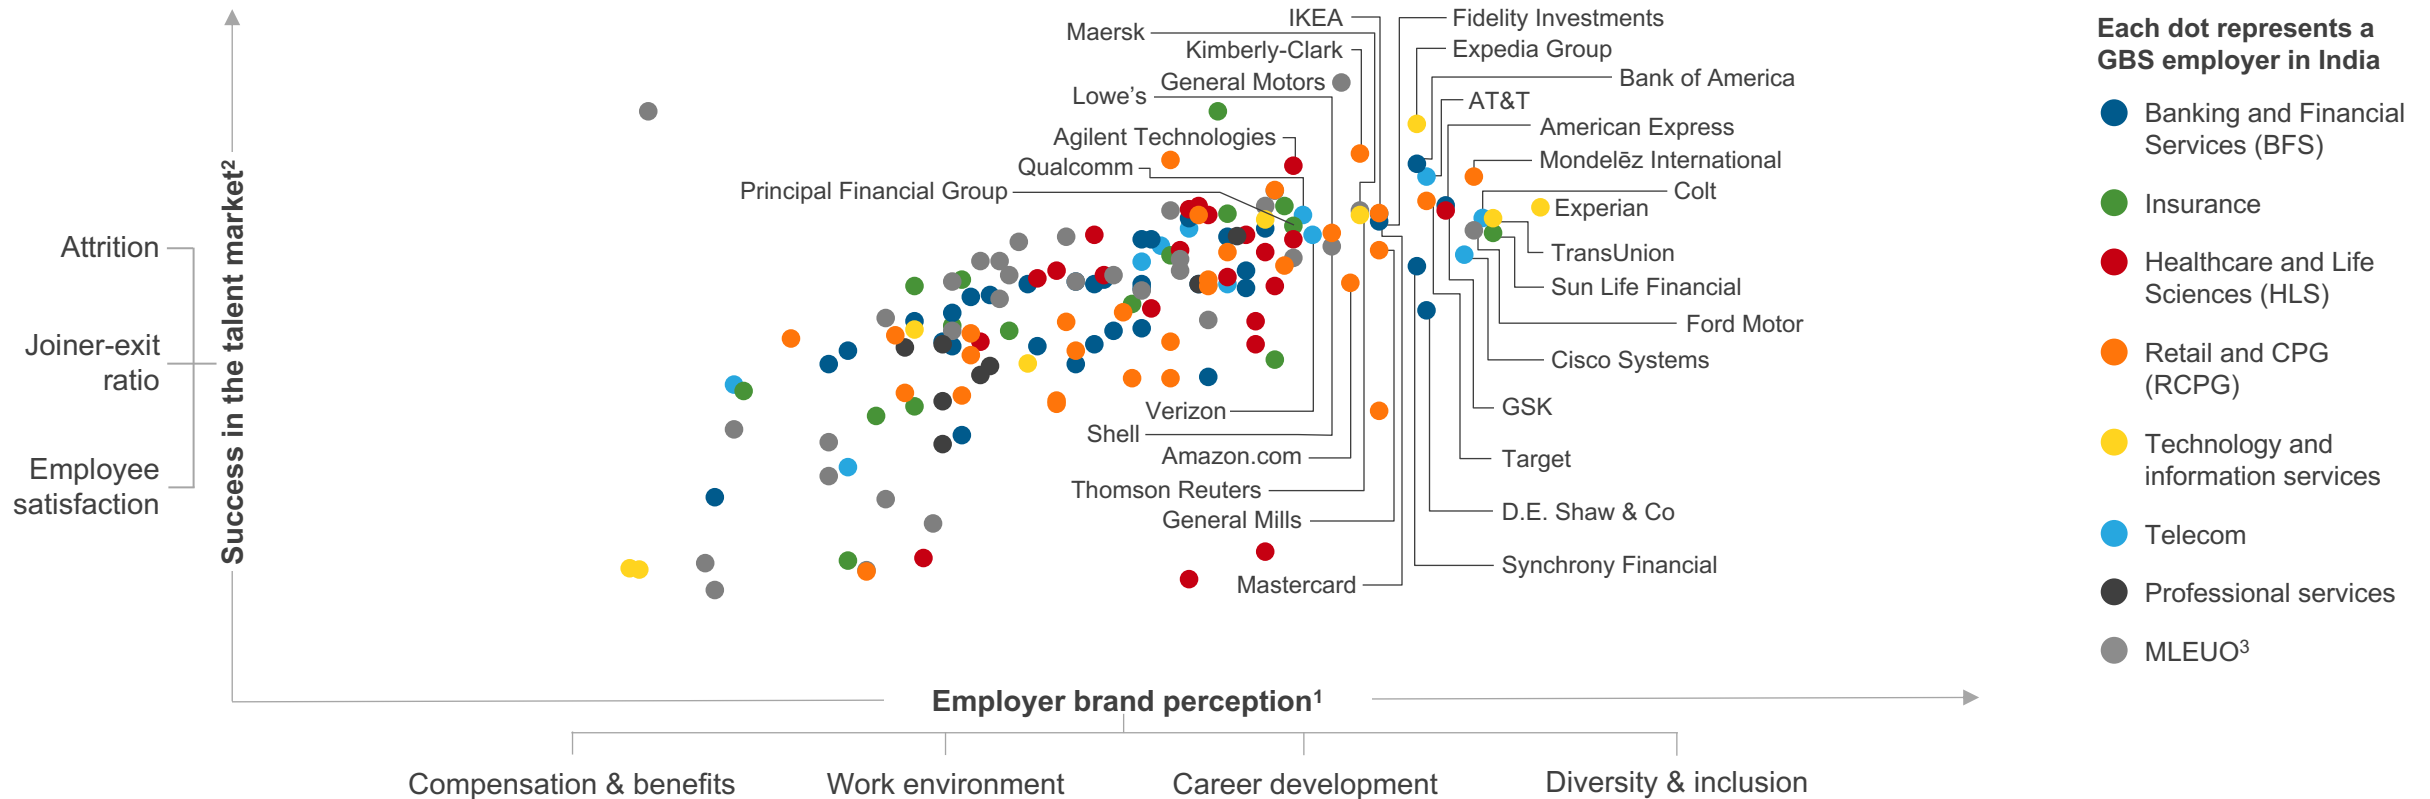 IKEA
Fidelity Investments
Maersk
Kimberly-Clark
Expedia Group
General Motors
Bank of America
Lowe’s
AT&T
Agilent Technologies
American Express
Qualcomm
Mondelēz International
Principal Financial Group
Colt
Experian
TransUnion
Sun Life Financial
Ford Motor
Cisco Systems
Verizon
GSK
Shell
Amazon.com
Target
Thomson Reuters
General Mills
D.E. Shaw & Co
Synchrony Financial
Mastercard
Success in the talent market²
Attrition
Joiner-exit
ratio
Employee
satisfaction
Employer brand perception¹
Compensation & benefits
Work environment
Career development
Diversity & inclusion
Each dot represents a
GBS employer in India
Banking and Financial
Services (BFS)
Insurance
Healthcare and Life
Sciences (HLS)
Retail and CPG
(RCPG)
Technology and
information services
Telecom
Professional services
MLEUO³